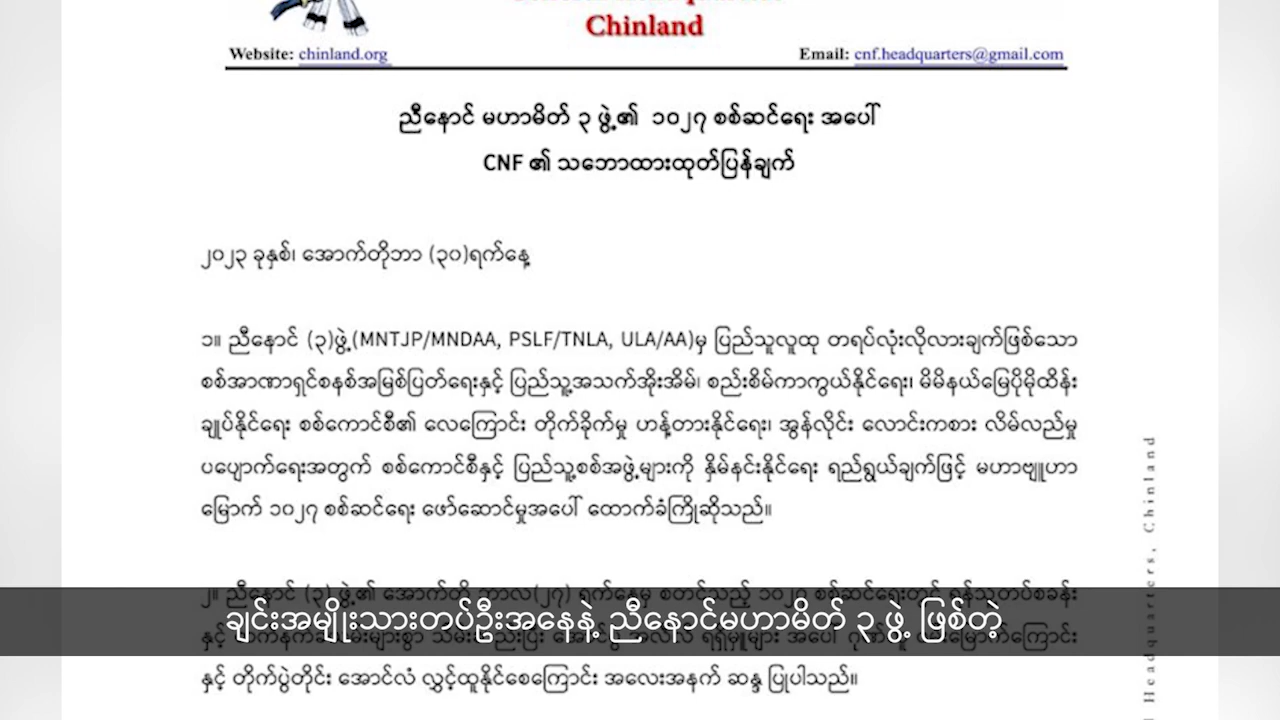 Chinland
Website: chinland.org
Email: cnf.headquarters@gmail.com
ညီနောင် မဟာမိတ် ၃ ဖွဲ့၏ ၁၀၂၇ စစ်ဆင်ရေး အပေါ်
CNF ၏ သဘောထားထုတ်ပြန်ချက်
၂၀၂၃ ခုနှစ်၊ အောက်တိုဘာ (၃၀)ရက်နေ့
၁။ ညီနောင် (၃)ဖွဲ့(MNTJP/MNDAA, PSLF/TNLA, ULA/AA)မှ ပြည်သူလူထု တရပ်လုံးလိုလားချက်ဖြစ်သော
စစ်အာဏာရှင်စနစ်အမြစ်ပြတ်ရေးနှင့် ပြည်သူ့အသက်အိုးအိမ်၊ စည်းစိမ်ကာကွယ်နိုင်ရေး၊ မိမိနယ်မြေပိုမိုထိန်း
ချုပ်နိုင်ရေး စစ်ကောင်စီ၏ လေကြောင်း တိုက်ခိုက်မှု ဟန့်တားနိုင်ရေး၊ အွန်လိုင်း လောင်းကစား လိမ်လည်မှု
ပပျောက်ရေးအတွက် စစ်ကောင်စီနှင့် ပြည်သူ့စစ်အဖွဲ့များကို နှိမ်နင်းနိုင်ရေး ရည်ရွယ်ချက်ဖြင့် မဟာဗျူဟာ
မြောက် ၁၀၂၇ စစ်ဆင်ရေး ဖော်ဆောင်မှုအပေါ် ထောက်ခံကြိုဆိုသည်။
၂။ ညီနောင် (၃)ဖွဲ့၏
ချင်းအမျိုးသားတပ်ဦးအနေနဲ့ ညီနောင်မဟာမိတ် ၃ ဖွဲ့ ဖြစ်တဲ့
နှင့် တိုက်ပွဲတိုင်း အောင်လံ လွှင့်ထူနိုင်စေကြောင်း အလေးအနက် ဆန္ဒ ပြုပါသည်။
Headquarters, Chinland